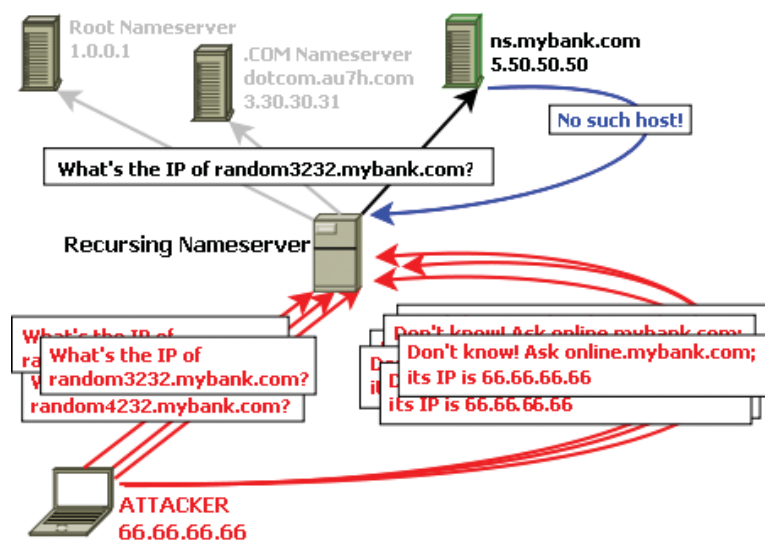 Root Nameserver
1.0.0.1
.COM Nameserver
dotcom.au7h.com
3.30.30.31
ns.mybank.com
5.50.50.50
No such host!
What's the IP of random3232.mybank.com?
Recursing Nameserver
What's the IP of
What's the IP of
random3232.mybank.com?
random4232.mybank.com?
Don't know! Ask online.mybank.com;
Don't know! Ask online.mybank.com;
its IP is 66.66.66.66
its IP is 66.66.66.66
ATTACKER
66.66.66.66